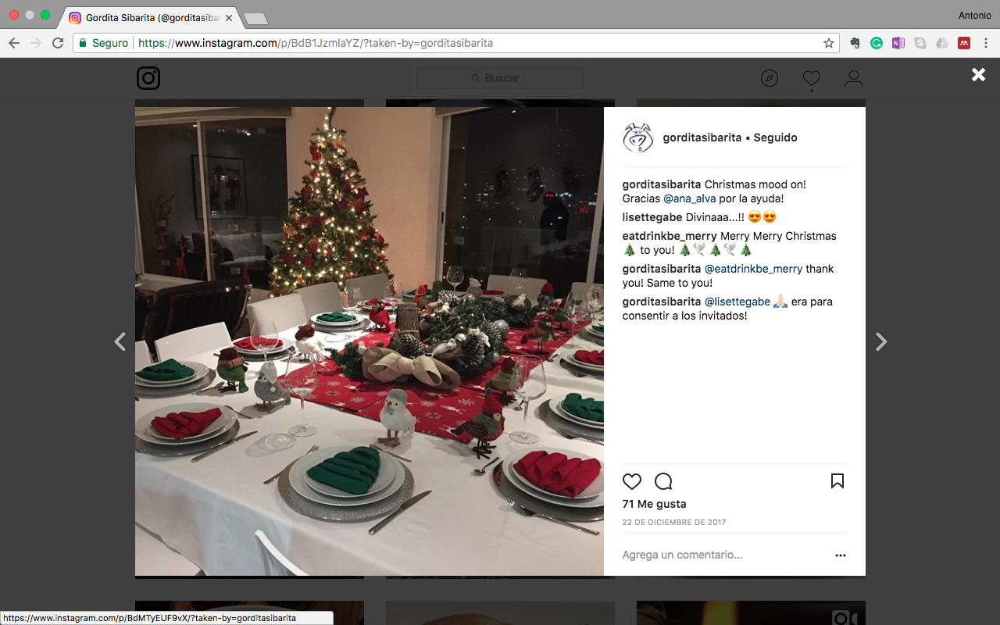 Gordita Sibarita (@gorditasibar
Antonio
Seguro
https://www.instagram.com/p/BdB1JzmlaYZ/?taken-by=gorditasibarita
Buscar
gorditasibarita • Seguido
gorditasibarita Christmas mood on!
Gracias @ana_alva por la ayuda!
lisettegabe Divinaaa...!! 😍😍
eatdrinkbe_merry Merry Merry Christmas
🎄 to you! 🎄🕊🎄🕊🎄
gorditasibarita @eatdrinkbe_merry thank
you! Same to you!
gorditasibarita @lisettegabe 🙏🏻 era para
consentir a los invitados!
71 Me gusta
22 DE DICIEMBRE DE 2017
Agrega un comentario...
https://www.instagram.com/p/BdMTyEUF9vX/?taken-by=gorditasibarita